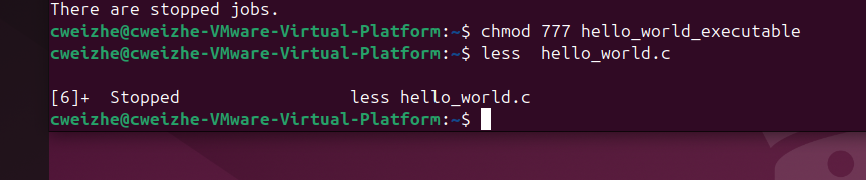 There are stopped jobs.
cweizhe@cweizhe-VMware-Virtual-Platform:~$ chmod 777 hello_world_executable
cweizhe@cweizhe-VMware-Virtual-Platform:~$ less  hello_world.c
[6]+  Stopped                 less hello_world.c
cweizhe@cweizhe-VMware-Virtual-Platform:~$